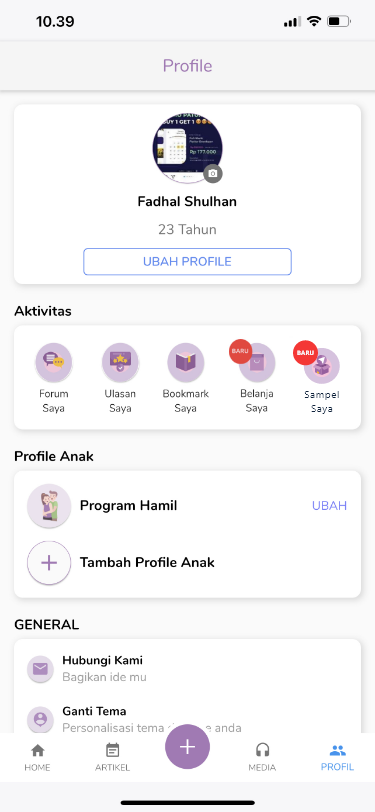 10.39
Profile
BUY 1 GET 1
Rp 177.000
Fadhal Shulhan
23 Tahun
UBAH PROFILE
Aktivitas
Forum
Saya
Ulasan
Saya
Bookmark
Saya
BARU
Belanja
Saya
BARU
Sampel
Saya
Profile Anak
Program Hamil
UBAH
Tambah Profile Anak
GENERAL
Hubungi Kami
Bagikan ide mu
Ganti Tema
Personalisasi tema anda
HOME
ARTIKEL
MEDIA
PROFIL